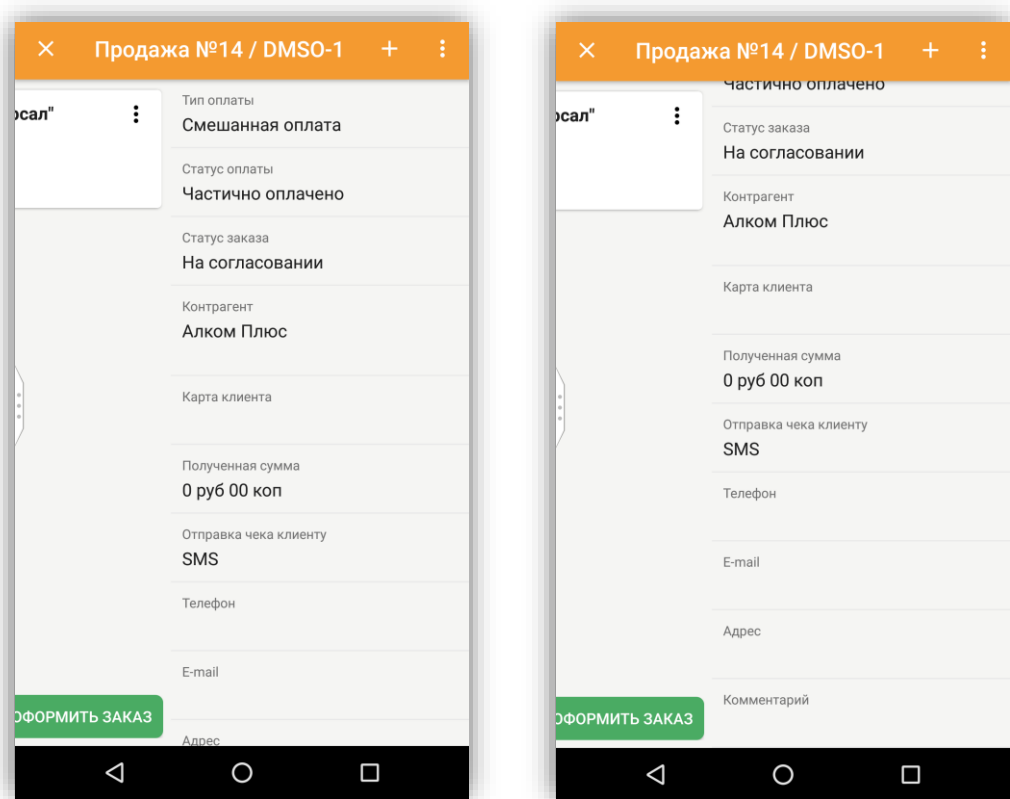 Продажа №14 / DMSO-1
рсал"
Тип оплаты
Смешанная оплата
Статус оплаты
Частично оплачено
Статус заказа
На согласовании
Контрагент
Алком Плюс
Карта клиента
Полученная сумма
0 руб 00 коп
Отправка чека клиенту
SMS
Телефон
E-mail
Адрес
ОФОРМИТЬ ЗАКАЗ
Продажа №14 / DMSO-1
рсал"
Частично оплачено
Статус заказа
На согласовании
Контрагент
Алком Плюс
Карта клиента
Полученная сумма
0 руб 00 коп
Отправка чека клиенту
SMS
Телефон
E-mail
Адрес
Комментарий
ОФОРМИТЬ ЗАКАЗ